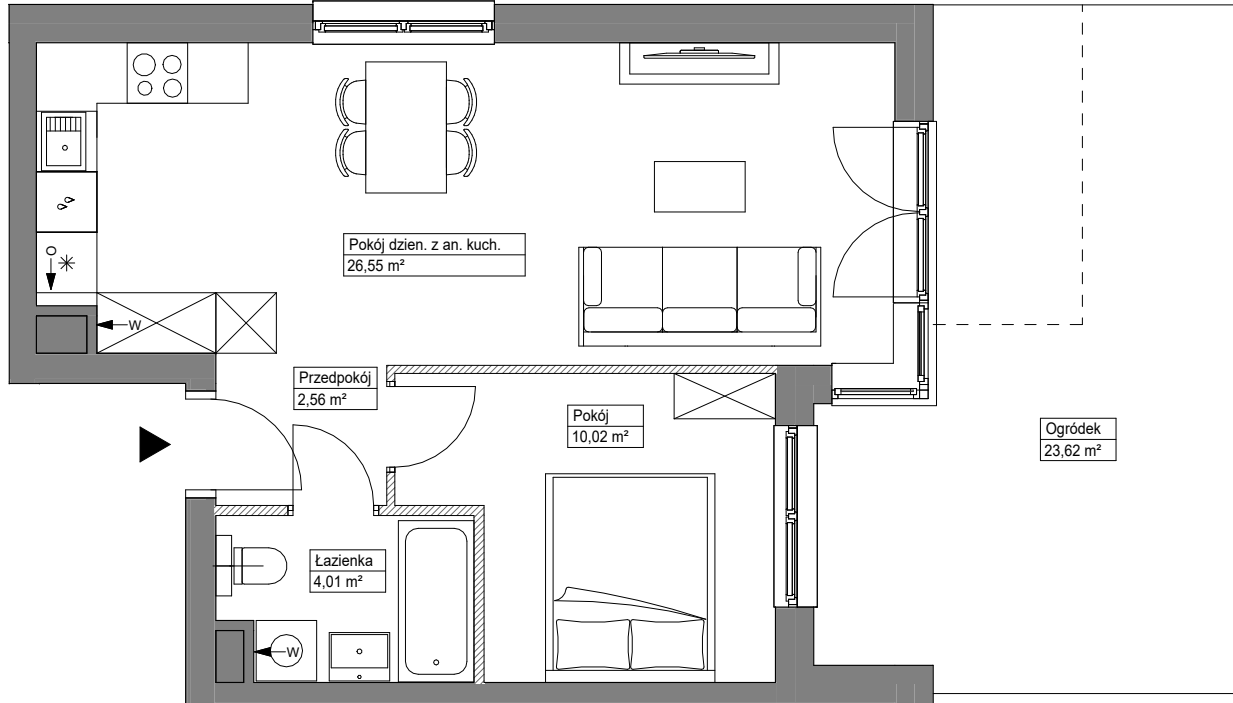 Pokój dzien. z an. kuch.
26,55 m²
O
W
Przedpokój
2,56 m²
Pokój
10,02 m²
Ogródek
23,62 m²
Łazienka
4,01 m²
W